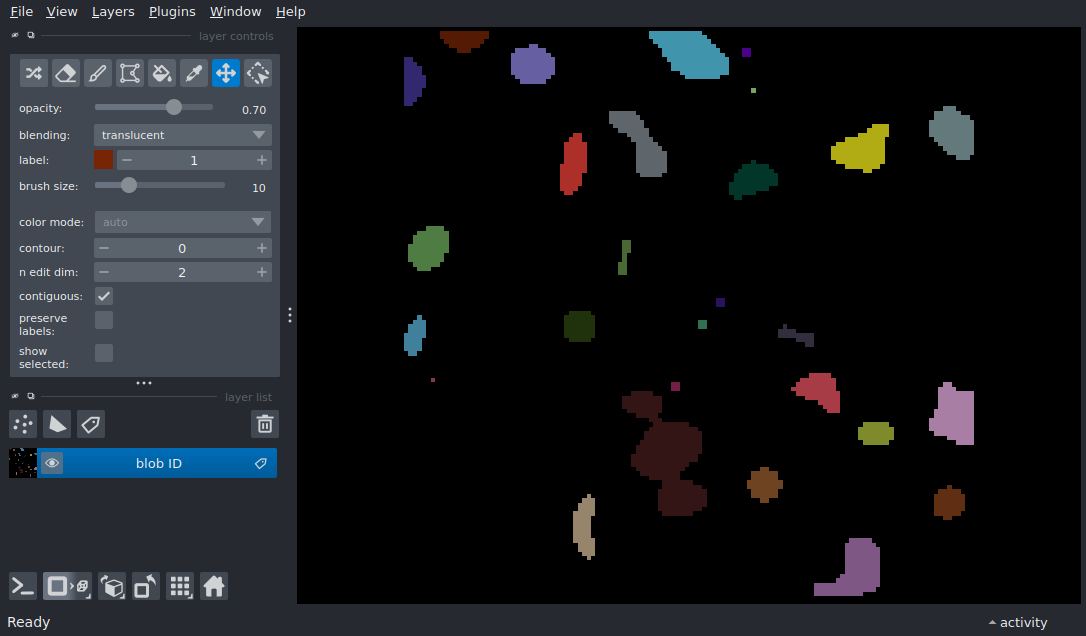 File View Layers Plugins Window Help
layer controls
opacity: 0.70
blending: translucent
label: 1
brush size: 10
color mode: auto
contour: 0
n edit dim: 2
contiguous:
preserve
labels:
show
selected:
layer list
blob ID
Ready
activity